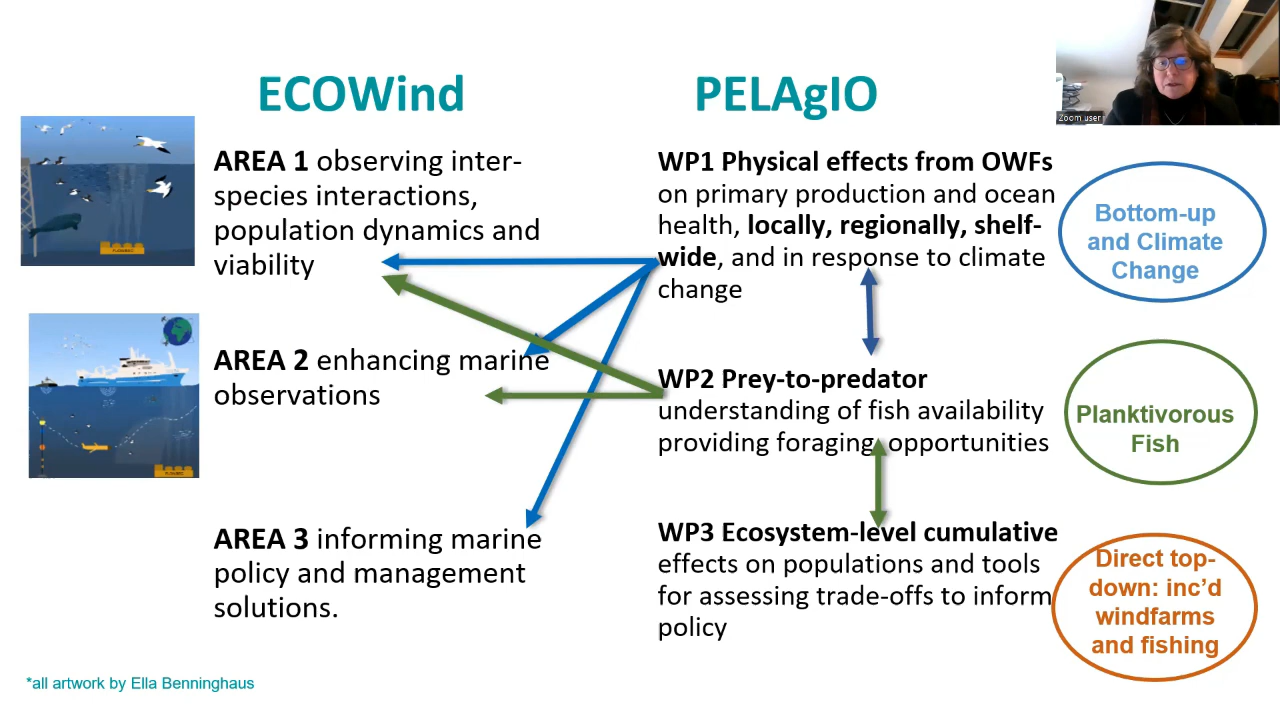 ECOWind
PELAgIO
Zoom user
AREA 1 observing inter-
species interactions,
population dynamics and
viability
WP1 Physical effects from OWFs
on primary production and ocean
health, locally, regionally, shelf-
wide, and in response to climate
change
Bottom-up
and Climate
Change
AREA 2 enhancing marine
observations
WP2 Prey-to-predator
understanding of fish availability
providing foraging opportunities
Planktivorous
Fish
AREA 3 informing marine
policy and management
solutions.
WP3 Ecosystem-level cumulative
effects on populations and tools
for assessing trade-offs to inform
policy
Direct top-
down: inc’d
windfarms
and fishing
*all artwork by Ella Benninghaus